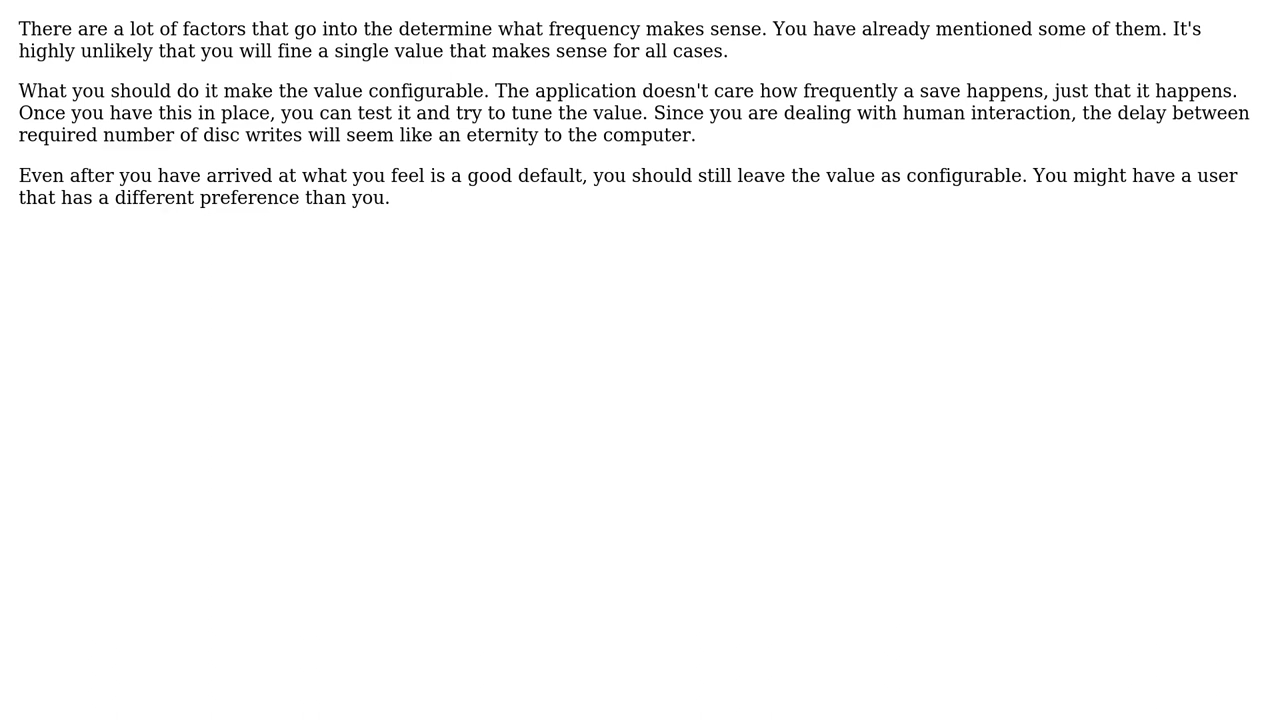 There are a lot of factors that go into the determine what frequency makes sense. You have already mentioned some of them. It's
highly unlikely that you will fine a single value that makes sense for all cases.
What you should do it make the value configurable. The application doesn't care how frequently a save happens, just that it happens.
Once you have this in place, you can test it and try to tune the value. Since you are dealing with human interaction, the delay between
required number of disc writes will seem like an eternity to the computer.
Even after you have arrived at what you feel is a good default, you should still leave the value as configurable. You might have a user
that has a different preference than you.